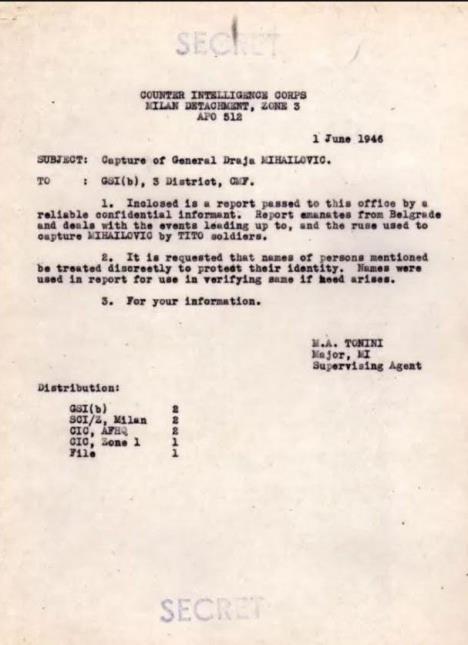 SECRET
COUNTER INTELLIGENCE CORPS
MILAN DETACHMENT, ZONE 3
APO 512
1 June 1946
SUBJECT: Capture of General Draja MIHAILOVIC.
TO : GSI(b), 3 District, CMF.
1. Inclosed is a report passed to this office by a
reliable confidential informant. Report emanates from Belgrade
and deals with the events leading up to, and the ruse used to
capture MIHAILOVIC by TITO soldiers.
2. It is requested that names of persons mentioned
be treated discreetly to protect their identity. Names were
used in report for use in verifying same if need arises.
3. For your information.
M.A. TONINI
Major, MI
Supervising Agent
Distribution:
GSI(b) 2
SCI/Z, Milan 2
CIC, AFHQ 2
CIC, Zone 1 1
File 1
SECRET